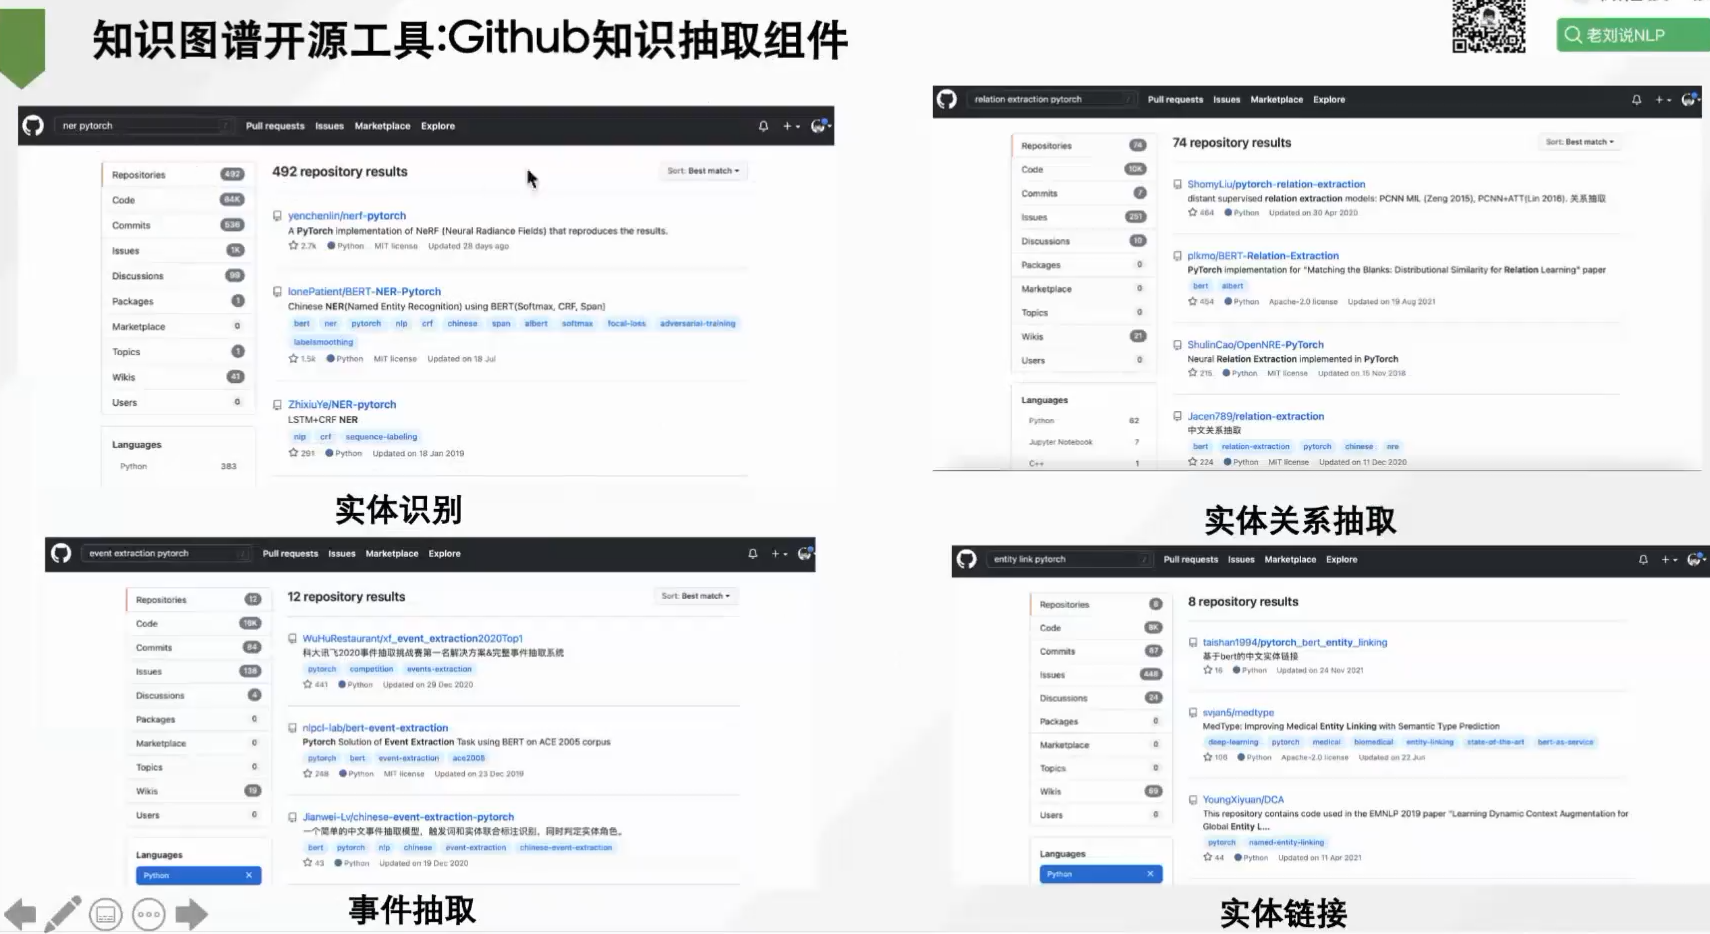 知识图谱开源工具:Github知识抽取组件
老刘说NLP
ner pytorch
Pull requests Issues Marketplace Explore
Repositories 492
Code 84K
Commits 536
Issues 1K
Discussions 99
Packages 1
Marketplace 0
Topics 1
Wikis 41
Users 0
Languages
Python 383
492 repository results
Sort: Best match
yenchenlin/nerf-pytorch
A PyTorch implementation of NeRF (Neural Radiance Fields) that reproduces the results.
2.7k Python MIT license Updated 28 days ago
lonePatient/BERT-NER-Pytorch
Chinese NER(Named Entity Recognition) using BERT(Softmax, CRF, Span)
bert ner pytorch nlp crf chinese span albert softmax focal-loss adversarial-training
labelsmoothing
1.5k Python MIT license Updated on 18 Jul
ZhixiuYe/NER-pytorch
LSTM+CRF NER
nlp crf sequence-labeling
291 Python Updated on 18 Jan 2019
实体识别
relation extraction pytorch
Pull requests Issues Marketplace Explore
Repositories 74
Code 10K
Commits 7
Issues 251
Discussions 10
Packages 0
Marketplace 0
Topics 0
Wikis 21
Users 0
Languages
Python 62
Jupyter Notebook 7
C++ 1
74 repository results
Sort: Best match
ShomyLiu/pytorch-relation-extraction
distant supervised relation extraction models: PCNN MIL (Zeng 2015), PCNN+ATT(Lin 2016). 关系抽取
464 Python Updated on 30 Apr 2020
plkmo/BERT-Relation-Extraction
PyTorch implementation for "Matching the Blanks: Distributional Similarity for Relation Learning" paper
bert albert
454 Python Apache-2.0 license Updated on 19 Aug 2021
ShulinCao/OpenNRE-PyTorch
Neural Relation Extraction implemented in PyTorch
215 Python MIT license Updated on 15 Nov 2018
Jacen789/relation-extraction
中文关系抽取
bert relation-extraction pytorch chinese nre
224 Python MIT license Updated on 11 Dec 2020
实体关系抽取
event extraction pytorch
Pull requests Issues Marketplace Explore
Repositories 12
Code 19K
Commits 84
Issues 138
Discussions 4
Packages 0
Marketplace 0
Topics 0
Wikis 19
Users 0
Languages
Python ×
12 repository results
Sort: Best match
WuHuRestaurant/xf_event_extraction2020Top1
科大讯飞2020事件抽取挑战赛第一名解决方案&完整事件抽取系统
pytorch competition events-extraction
441 Python Updated on 29 Dec 2020
nlpcl-lab/bert-event-extraction
Pytorch Solution of Event Extraction Task using BERT on ACE 2005 corpus
pytorch bert event-extraction ace2005
248 Python MIT license Updated on 23 Dec 2019
Jianwei-Lv/chinese-event-extraction-pytorch
一个简单的中文事件抽取模型，触发词和实体联合标注识别，同时判定实体角色。
bert pytorch nlp chinese event-extraction chinese-event-extraction
43 Python Updated on 19 Dec 2020
事件抽取
entity link pytorch
Pull requests Issues Marketplace Explore
Repositories 8
Code 8K
Commits 87
Issues 448
Discussions 24
Packages 0
Marketplace 0
Topics 0
Wikis 69
Users 0
Languages
Python ×
8 repository results
taishan1994/pytorch_bert_entity_linking
基于bert的中文实体链接
16 Python Updated on 24 Nov 2021
svjan5/medtype
MedType: Improving Medical Entity Linking with Semantic Type Prediction
deep-learning pytorch medical biomedical entity-linking state-of-the-art bert-as-service
106 Python Apache-2.0 license Updated on 22 Jun
YoungXiyuan/DCA
This repository contains code used in the EMNLP 2019 paper "Learning Dynamic Context Augmentation for
Global Entity L...
pytorch named-entity-linking
44 Python Updated on 11 Apr 2021
实体链接